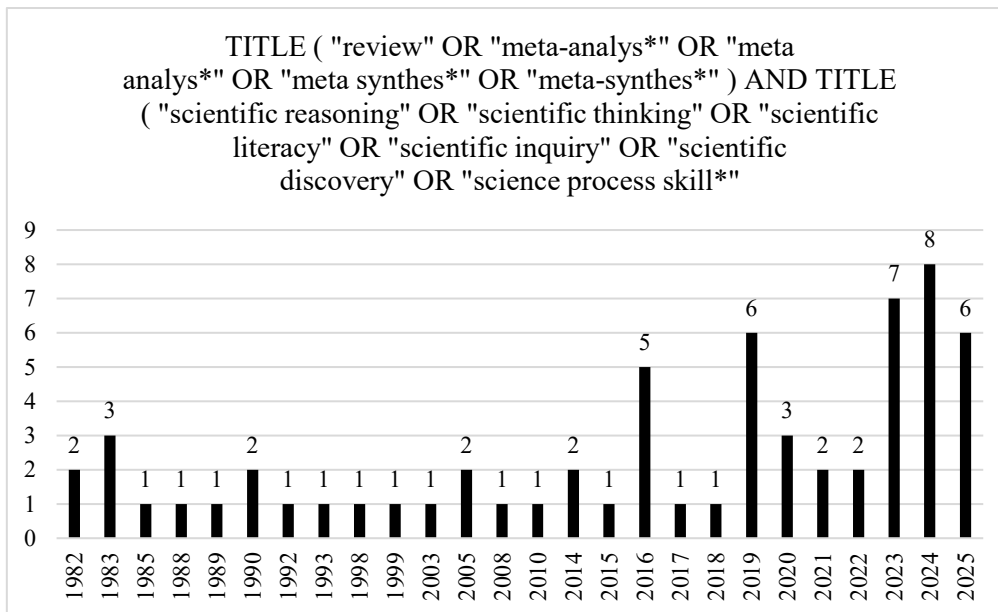 TITLE ( "review" OR "meta-analys*" OR "meta
analys*" OR "meta synthes*" OR "meta-synthes*" ) AND TITLE
( "scientific reasoning" OR "scientific thinking" OR "scientific
literacy" OR "scientific inquiry" OR "scientific
discovery" OR "science process skill*"
9
8
7
6
5
4
3
2
1
0
2 3 1 1 1 2 1 1 1 1 1 2 1 1 2 1 5 1 1 6 3 2 2 7 8 6
1982 1983 1985 1988 1989 1990 1992 1993 1998 1999 2003 2005 2008 2010 2014 2015 2016 2017 2018 2019 2020 2021 2022 2023 2024 2025